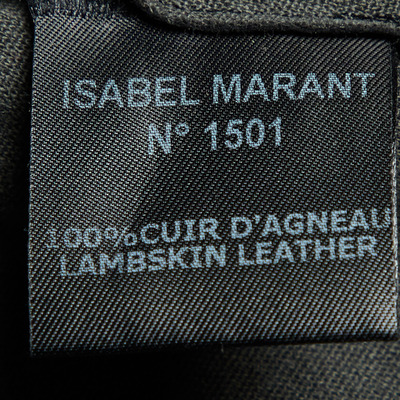 ISABEL MARANT
N° 1501
100%CUIR D'AGNEAU
LAMBSKIN LEATHER